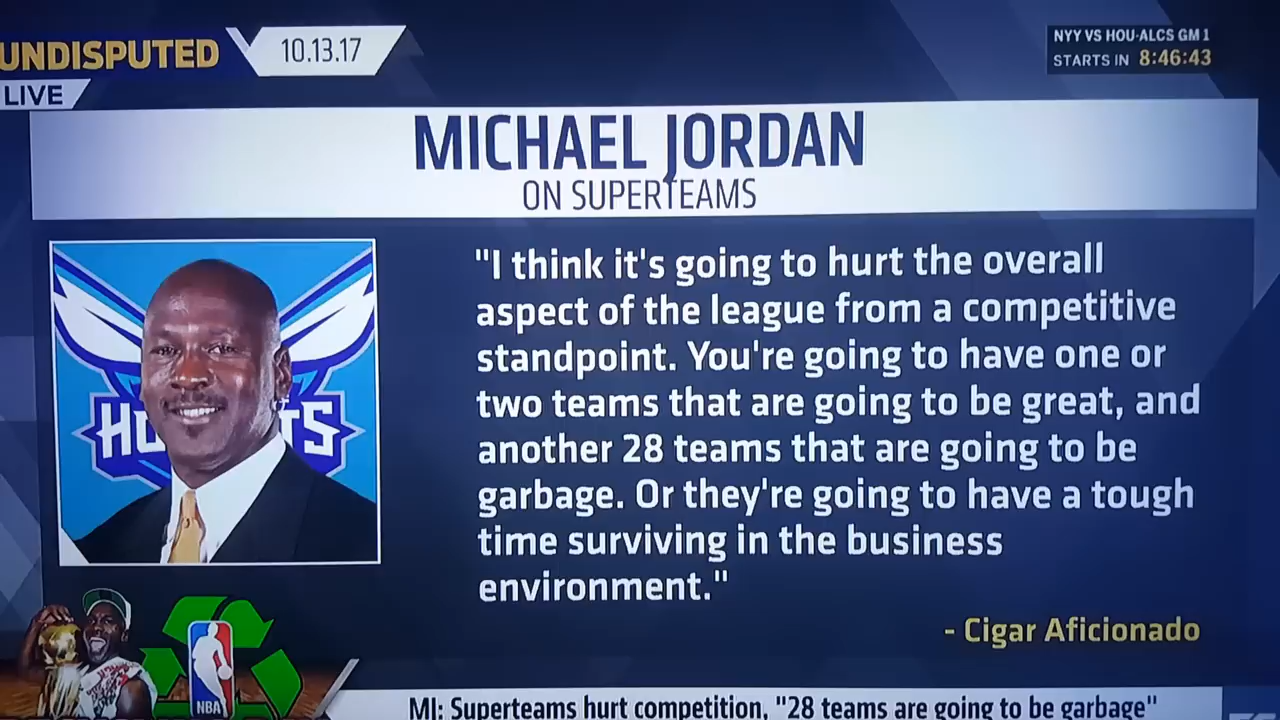 UNDISPUTED
10.13.17
NYY VS HOU-ALCS GM 1
STARTS IN 8:46:43
LIVE
MICHAEL JORDAN
ON SUPERTEAMS
"I think it's going to hurt the overall
aspect of the league from a competitive
standpoint. You're going to have one or
two teams that are going to be great, and
another 28 teams that are going to be
garbage. Or they're going to have a tough
time surviving in the business
environment."
- Cigar Aficionado
NBA
MJ: Superteams hurt competition, "28 teams are going to be garbage"